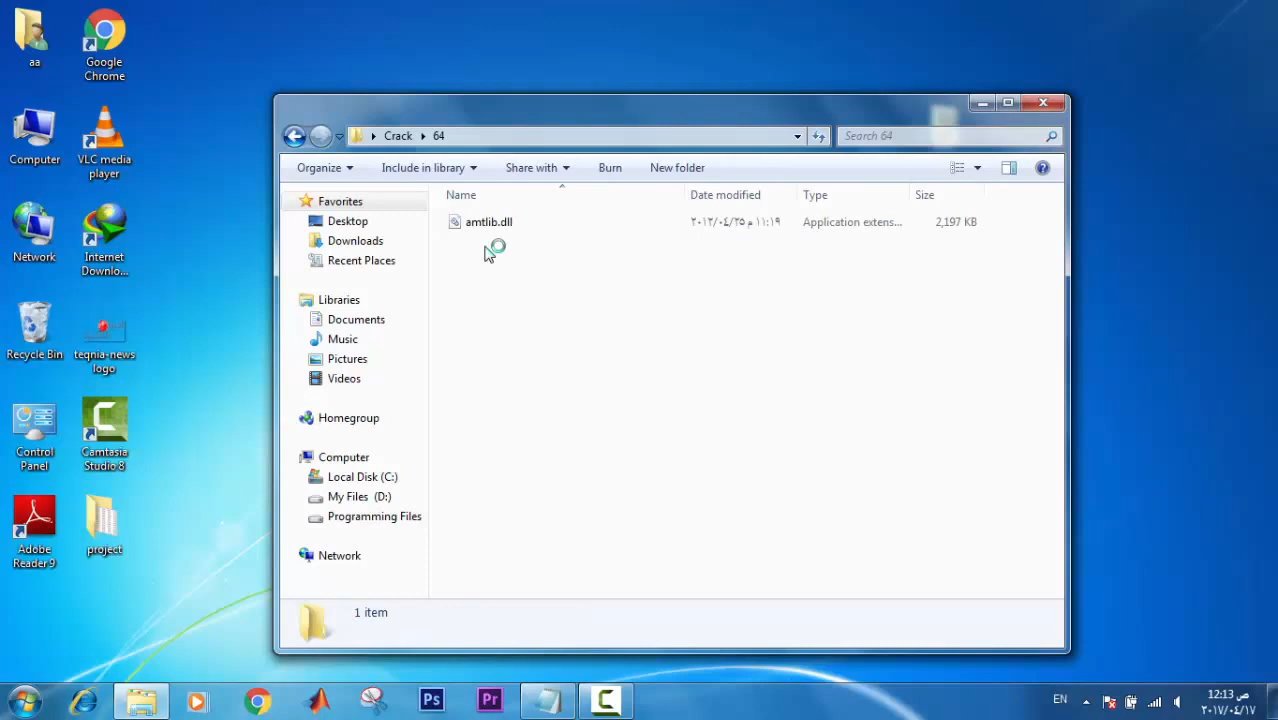 aa
Google
Chrome
Computer
VLC media
player
Network
Internet
Downlo...
Recycle Bin
teqnia-news
logo
Control
Panel
Camtasia
Studio 8
Adobe
Reader 9
project
Crack
64
Search 64
Organize
Include in library
Share with
Burn
New folder
Name
Date modified
Type
Size
amtlib.dll
٢٠١٢/٠٤/٢٥ م ١١:١٩
Application extens...
2,197 KB
Favorites
Desktop
Downloads
Recent Places
Libraries
Documents
Music
Pictures
Videos
Homegroup
Computer
Local Disk (C:)
My Files (D:)
Programming Files
Network
1 item
Ps
Pr
EN
12:13 ص
٢٠١٧/٠٤/١٧